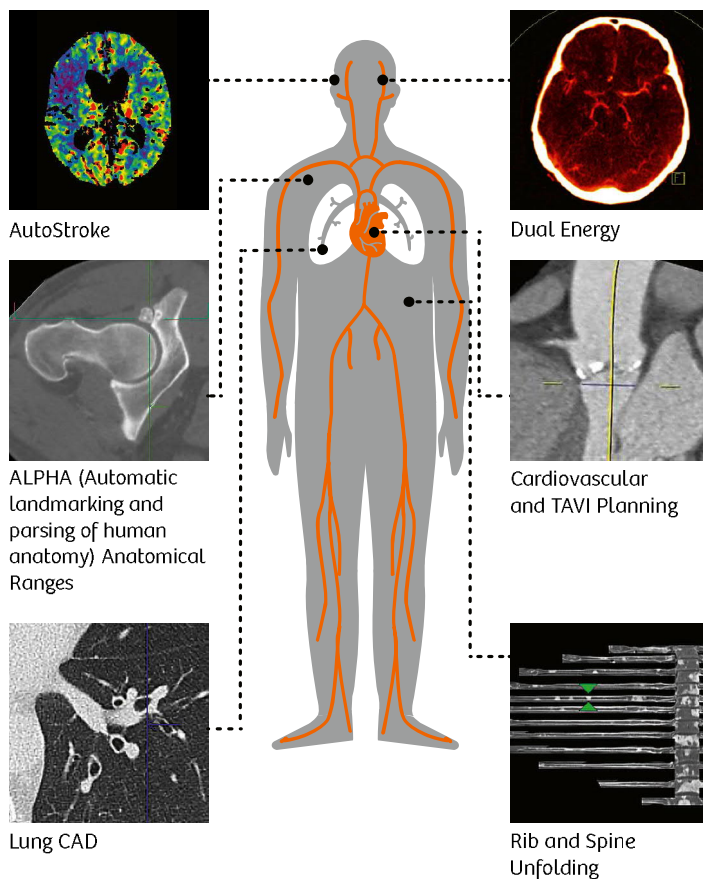 AutoStroke
Dual Energy
ALPHA (Automatic
landmarking and
parsing of human
anatomy) Anatomical
Ranges
Cardiovascular
and TAVI Planning
Lung CAD
Rib and Spine
Unfolding